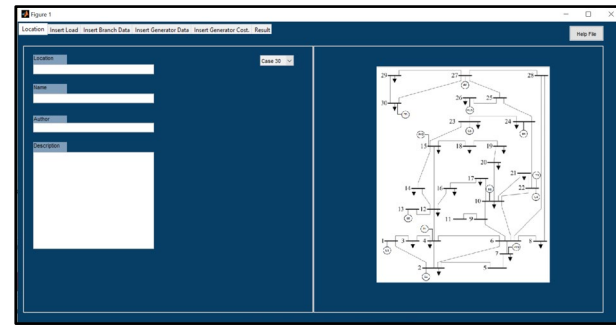 Figure 1
Location Insert Load Insert Branch Data Insert Generator Data Insert Generator Cost. Result
Help File
Location
Case 30
Name
Author
Description
29 27 28
30 26 25
23 24
15 18 19
20
17 21
14 16 22
10
13 12
11 9
1 3 4 6 8
7
2 5